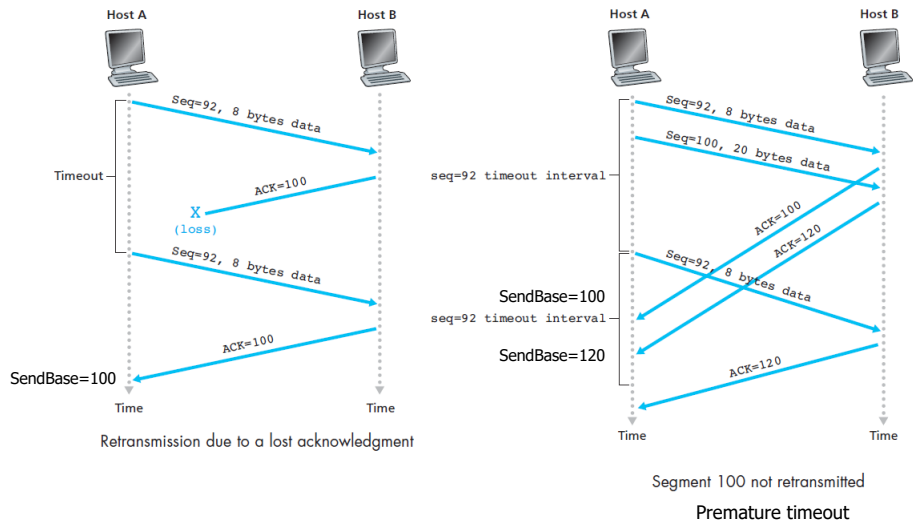 Host A
Host B
Seq=92, 8 bytes data
Timeout
ACK=100
X
(loss)
Seq=92, 8 bytes data
ACK=100
SendBase=100
Time
Time
Retransmission due to a lost acknowledgment
Host A
Host B
Seq=92, 8 bytes data
Seq=100, 20 bytes data
seq=92 timeout interval
ACK=100
ACK=120
Seq=92, 8 bytes data
SendBase=100
seq=92 timeout interval
SendBase=120
ACK=120
Time
Time
Segment 100 not retransmitted
Premature timeout